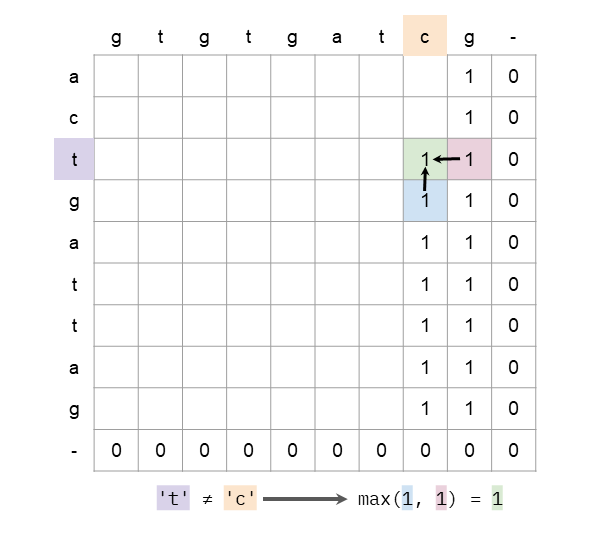 g t g t g a t c g -
a 1 0
c 1 0
t 1 1 0
g 1 1 0
a 1 1 0
t 1 1 0
t 1 1 0
a 1 1 0
g 1 1 0
- 0 0 0 0 0 0 0 0 0 0
't' ≠ 'c' max(1, 1) = 1